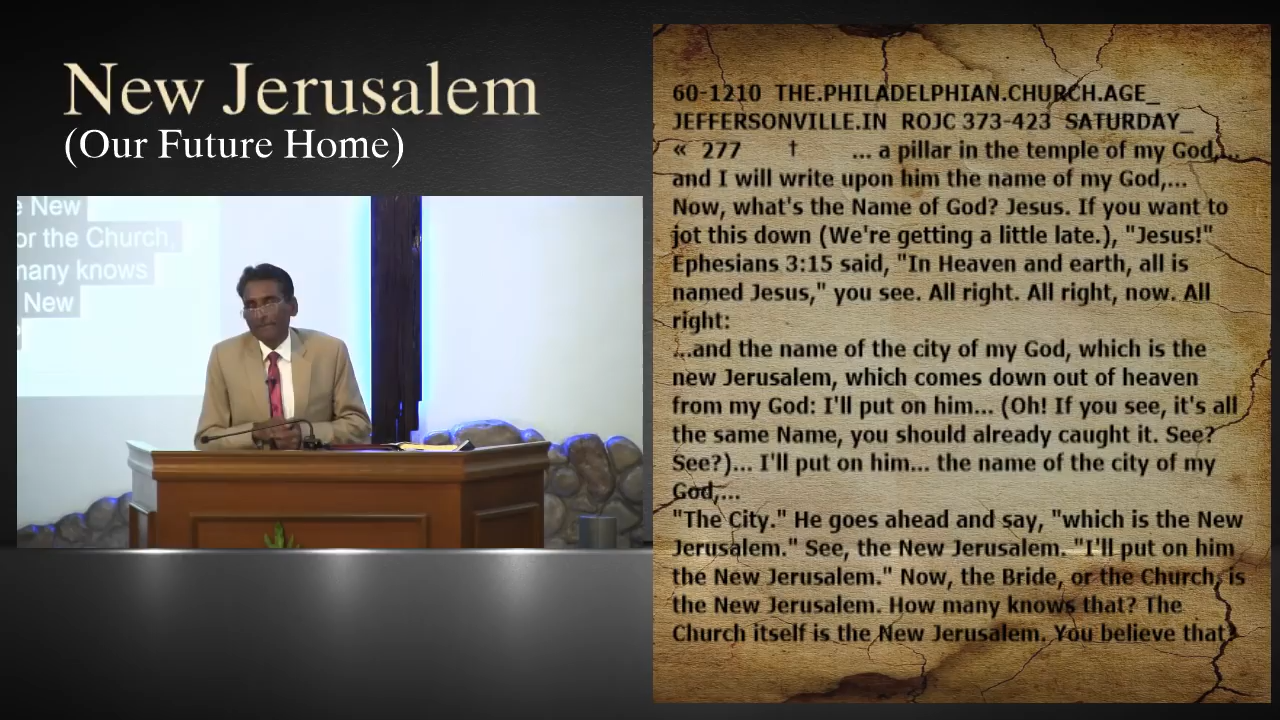 New Jerusalem
(Our Future Home)
e New
or the Church,
many knows
New
60-1210 THE.PHILADELPHIAN.CHURCH.AGE_
JEFFERSONVILLE.IN ROJC 373-423 SATURDAY_
« 277 † ... a pillar in the temple of my God,...
and I will write upon him the name of my God,...
Now, what's the Name of God? Jesus. If you want to
jot this down (We're getting a little late.), "Jesus!"
Ephesians 3:15 said, "In Heaven and earth, all is
named Jesus," you see. All right. All right, now. All
right:
...and the name of the city of my God, which is the
new Jerusalem, which comes down out of heaven
from my God: I'll put on him... (Oh! If you see, it's all
the same Name, you should already caught it. See?
See?)... I'll put on him... the name of the city of my
God,...
"The City." He goes ahead and say, "which is the New
Jerusalem." See, the New Jerusalem. "I'll put on him
the New Jerusalem." Now, the Bride, or the Church, is
the New Jerusalem. How many knows that? The
Church itself is the New Jerusalem. You believe that?